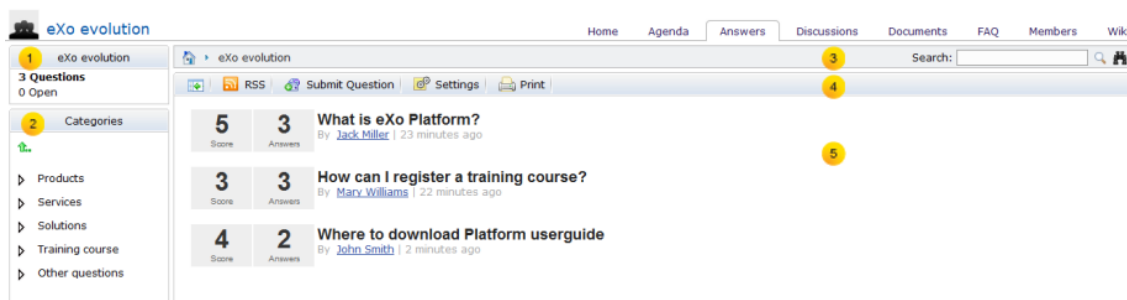 eXo evolution
Home Agenda Answers Discussions Documents FAQ Members Wik
1 eXo evolution
eXo evolution 3 Search:
3 Questions
0 Open
RSS Submit Question Settings Print 4
2 Categories
Products
Services
Solutions
Training course
Other questions
5 Score
3 Answers
What is eXo Platform?
By Jack Miller | 23 minutes ago
5
3 Score
3 Answers
How can I register a training course?
By Mary Williams | 22 minutes ago
4 Score
2 Answers
Where to download Platform userguide
By John Smith | 2 minutes ago